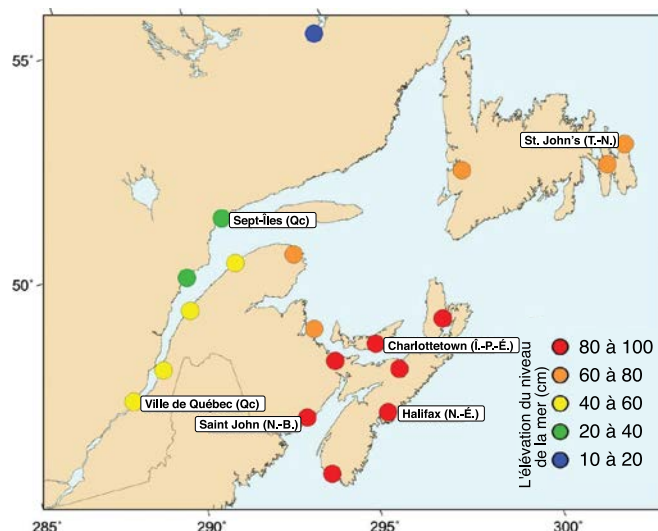 55°
St. John's (T.-N.)
Sept-Îles (Qc)
50°
Charlottetown (Î.-P.-É.)
Ville de Québec (Qc)
Saint John (N.-B.)
Halifax (N.-É.)
L'élévation du niveau
de la mer (cm)
80 à 100
60 à 80
40 à 60
20 à 40
10 à 20
285°
290°
295°
300°